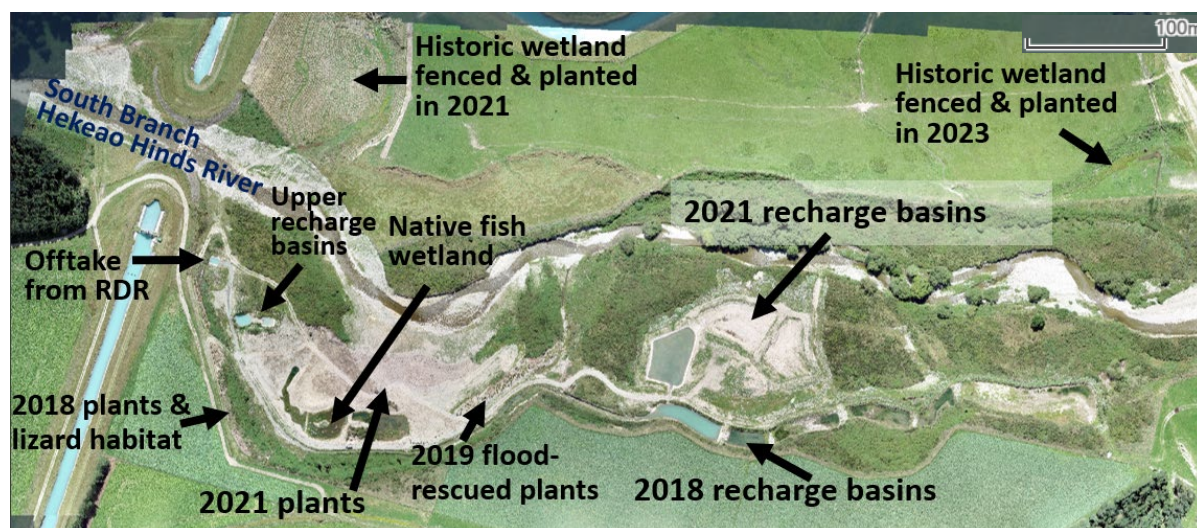 100m
Historic wetland
fenced & planted
in 2021
Historic wetland
fenced & planted
in 2023
South Branch
Hekeao Hinds River
Upper
recharge
basins
Native fish
wetland
2021 recharge basins
Offtake
from RDR
2018 plants &
lizard habitat
2021 plants
2019 flood-
rescued plants
2018 recharge basins